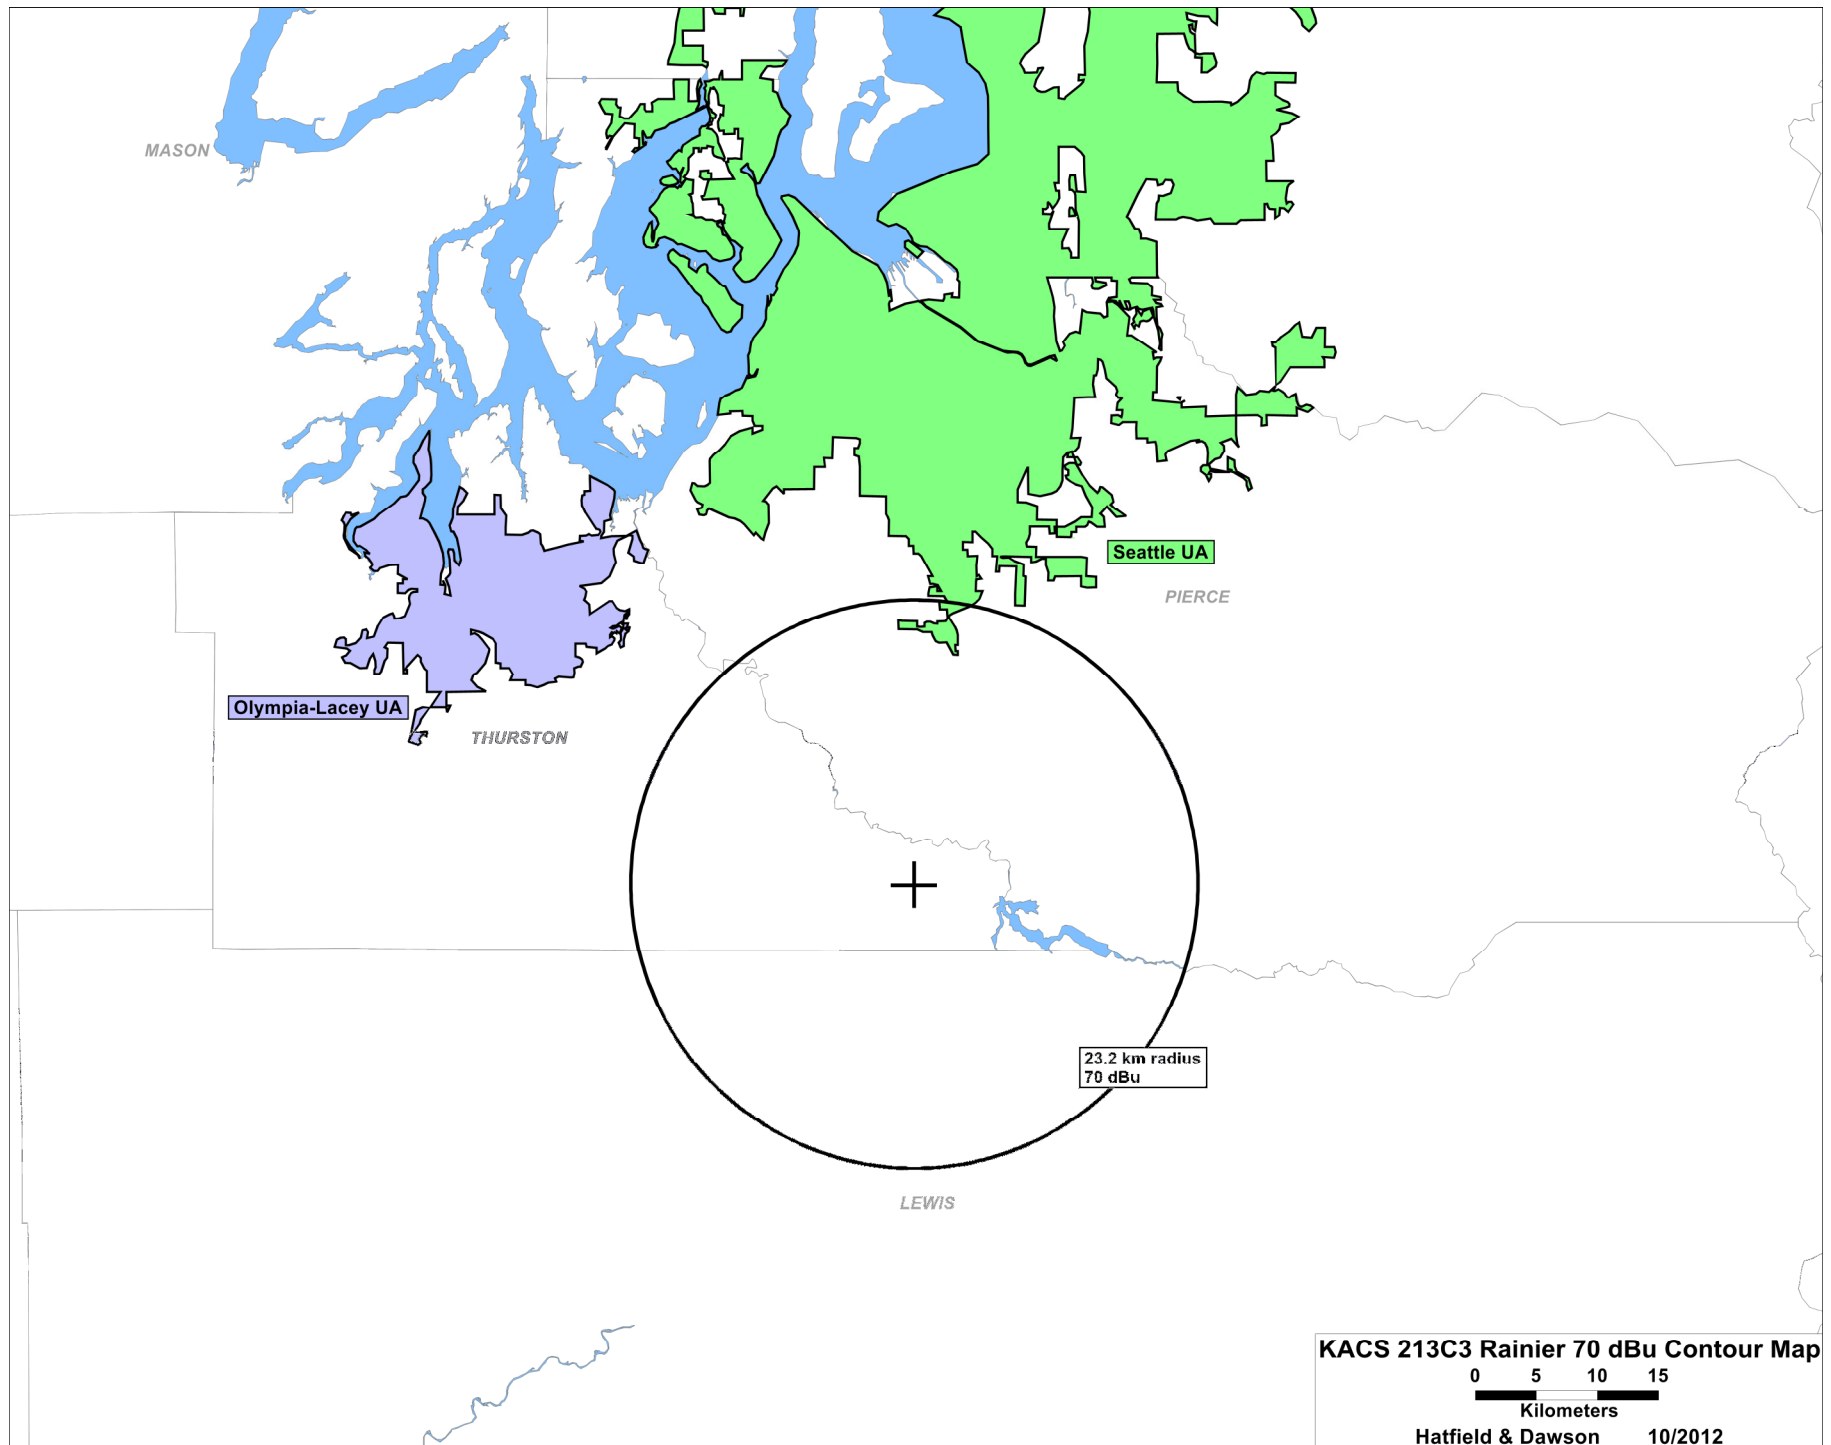 MASON
Seattle UA
PIERCE
Olympia-Lacey UA
THURSTON
23.2 km radius
70 dBu
LEWIS
KACS 213C3 Rainier 70 dBu Contour Map
0 5 10 15
Kilometers
Hatfield & Dawson 10/2012